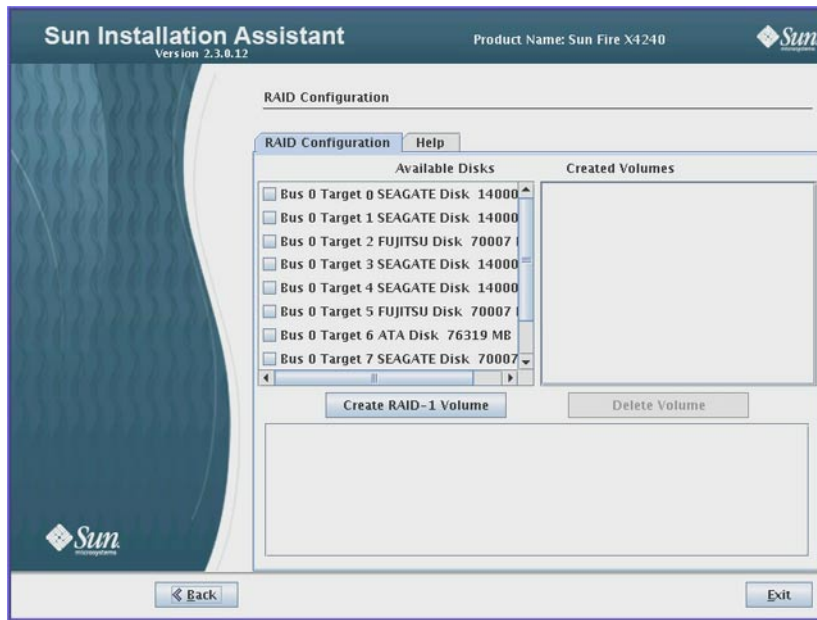 Sun Installation Assistant
Version 2.3.0.12
Product Name: Sun Fire X4240
Sun
microsystems
RAID Configuration
RAID Configuration Help
Available Disks Created Volumes
Bus 0 Target 0 SEAGATE Disk 14000
Bus 0 Target 1 SEAGATE Disk 14000
Bus 0 Target 2 FUJITSU Disk 70007
Bus 0 Target 3 SEAGATE Disk 14000
Bus 0 Target 4 SEAGATE Disk 14000
Bus 0 Target 5 FUJITSU Disk 70007
Bus 0 Target 6 ATA Disk 76319 MB
Bus 0 Target 7 SEAGATE Disk 70007
Create RAID-1 Volume Delete Volume
Sun
microsystems
Back Exit